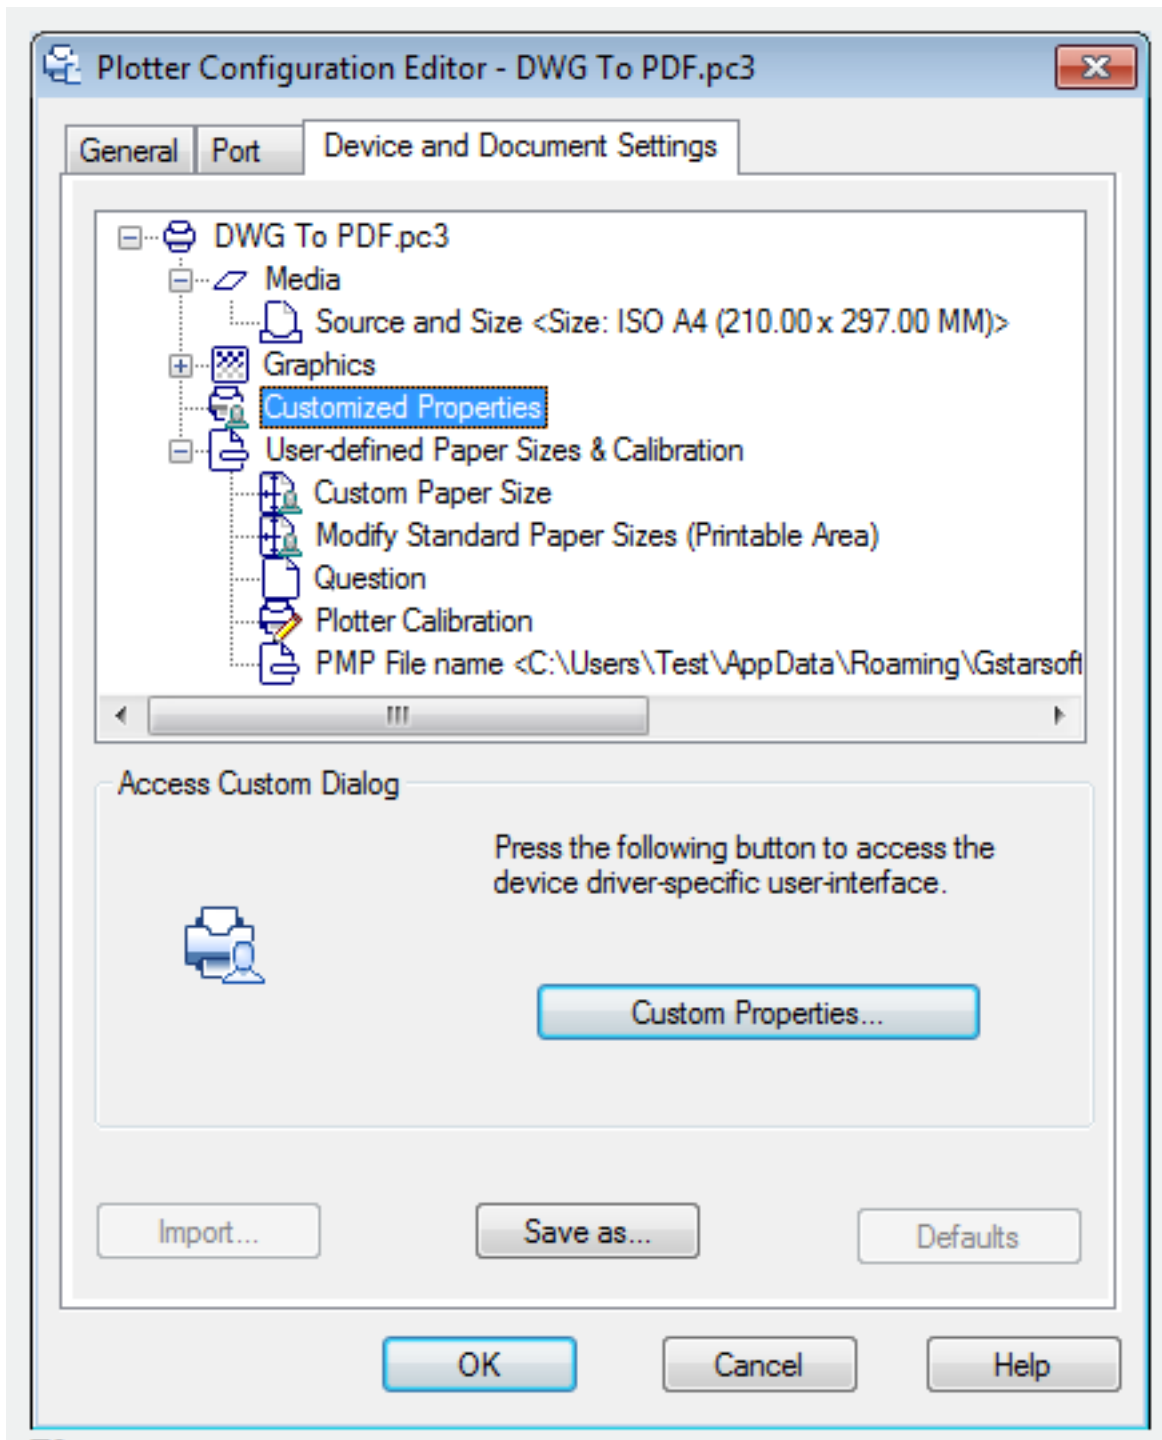 Plotter Configuration Editor - DWG To PDF.pc3
General Port Device and Document Settings
DWG To PDF.pc3
Media
Source and Size <Size: ISO A4 (210.00 x 297.00 MM)>
Graphics
Customized Properties
User-defined Paper Sizes & Calibration
Custom Paper Size
Modify Standard Paper Sizes (Printable Area)
Question
Plotter Calibration
PMP File name <C:\Users\Test\AppData\Roaming\Gstarsoft
Access Custom Dialog
Press the following button to access the
device driver-specific user-interface.
Custom Properties...
Import... Save as... Defaults
OK Cancel Help